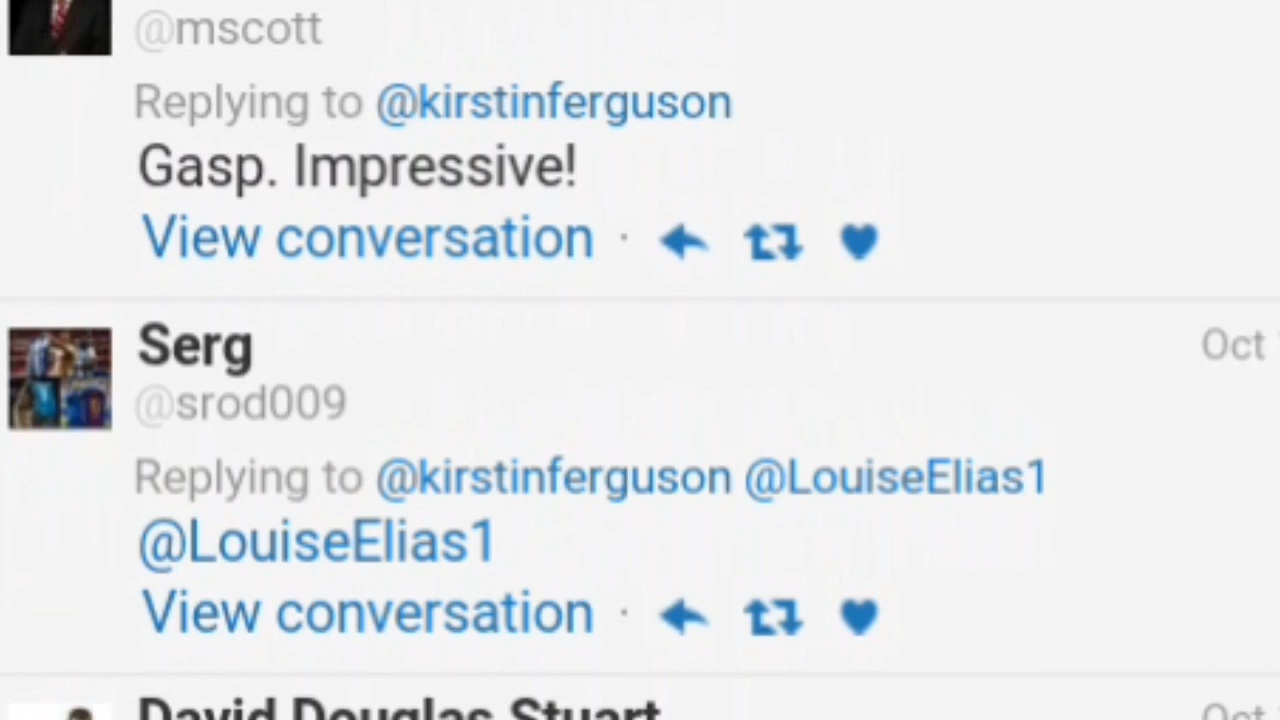 @mscott
Replying to @kirstinferguson
Gasp. Impressive!
View conversation ·
Serg
Oct
@srod009
Replying to @kirstinferguson @LouiseElias1
@LouiseElias1
View conversation ·
David Douglas Stuart
Oct